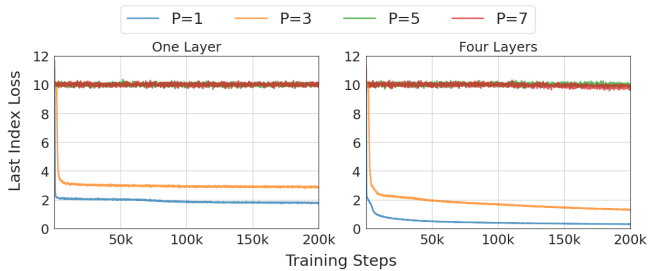 P=1 P=3 P=5 P=7
One Layer Four Layers
Last Index Loss
12 12
10 10
8 8
6 6
4 4
2 2
0 0
50k 100k 150k 200k 50k 100k 150k 200k
Training Steps